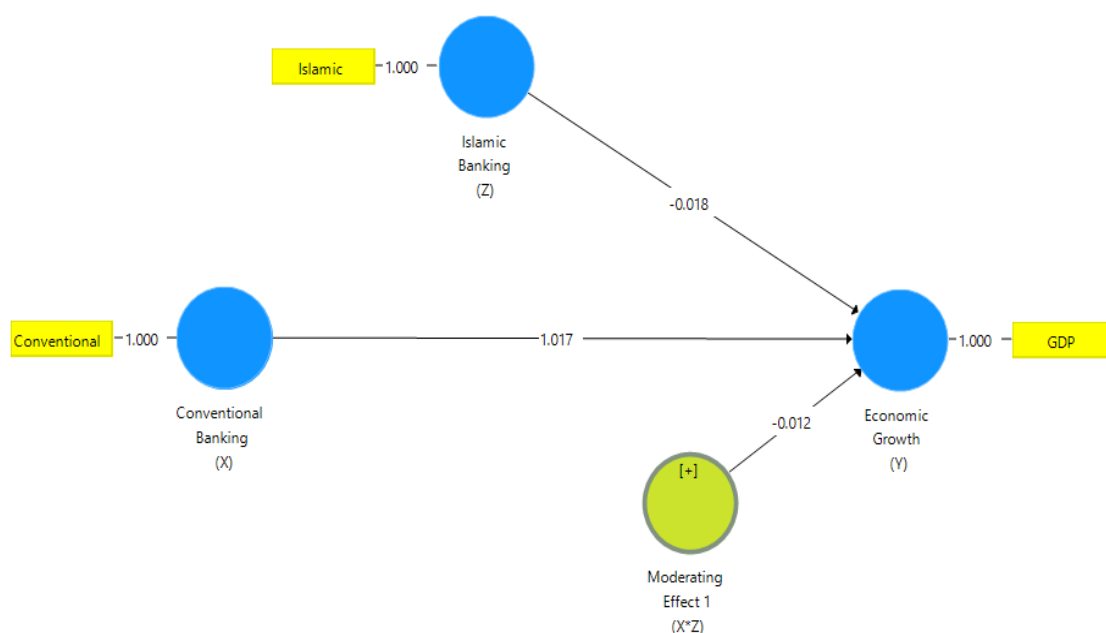 Islamic
1.000
Islamic
Banking
(Z)
-0.018
Conventional
1.000
1.017
1.000
GDP
Conventional
Banking
(X)
Economic
Growth
(Y)
-0.012
[+]
Moderating
Effect 1
(X*Z)